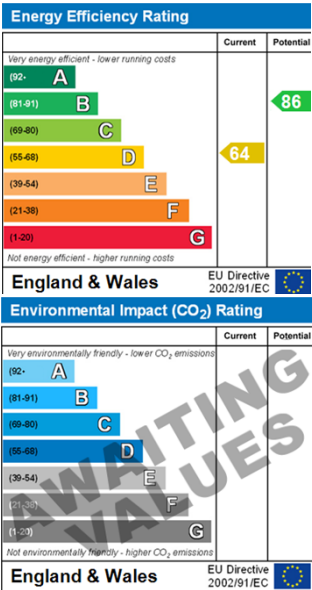 Energy Efficiency Rating
Current Potential
Very energy efficient - lower running costs
(92- A
(81-91) B
(69-80) C
(55-68) D
(39-54) E
(21-38) F
(1-20) G
86
64
Not energy efficient - higher running costs
England & Wales
EU Directive
2002/91/EC
Environmental Impact (CO2) Rating
Current Potential
Very environmentally friendly - lower CO2 emissions
(92- A
(81-91) B
(69-80) C
(55-68) D
(39-54) E
(21-38) F
(1-20) G
AWAITING
VALUES
Not environmentally friendly - higher CO2 emissions
England & Wales
EU Directive
2002/91/EC